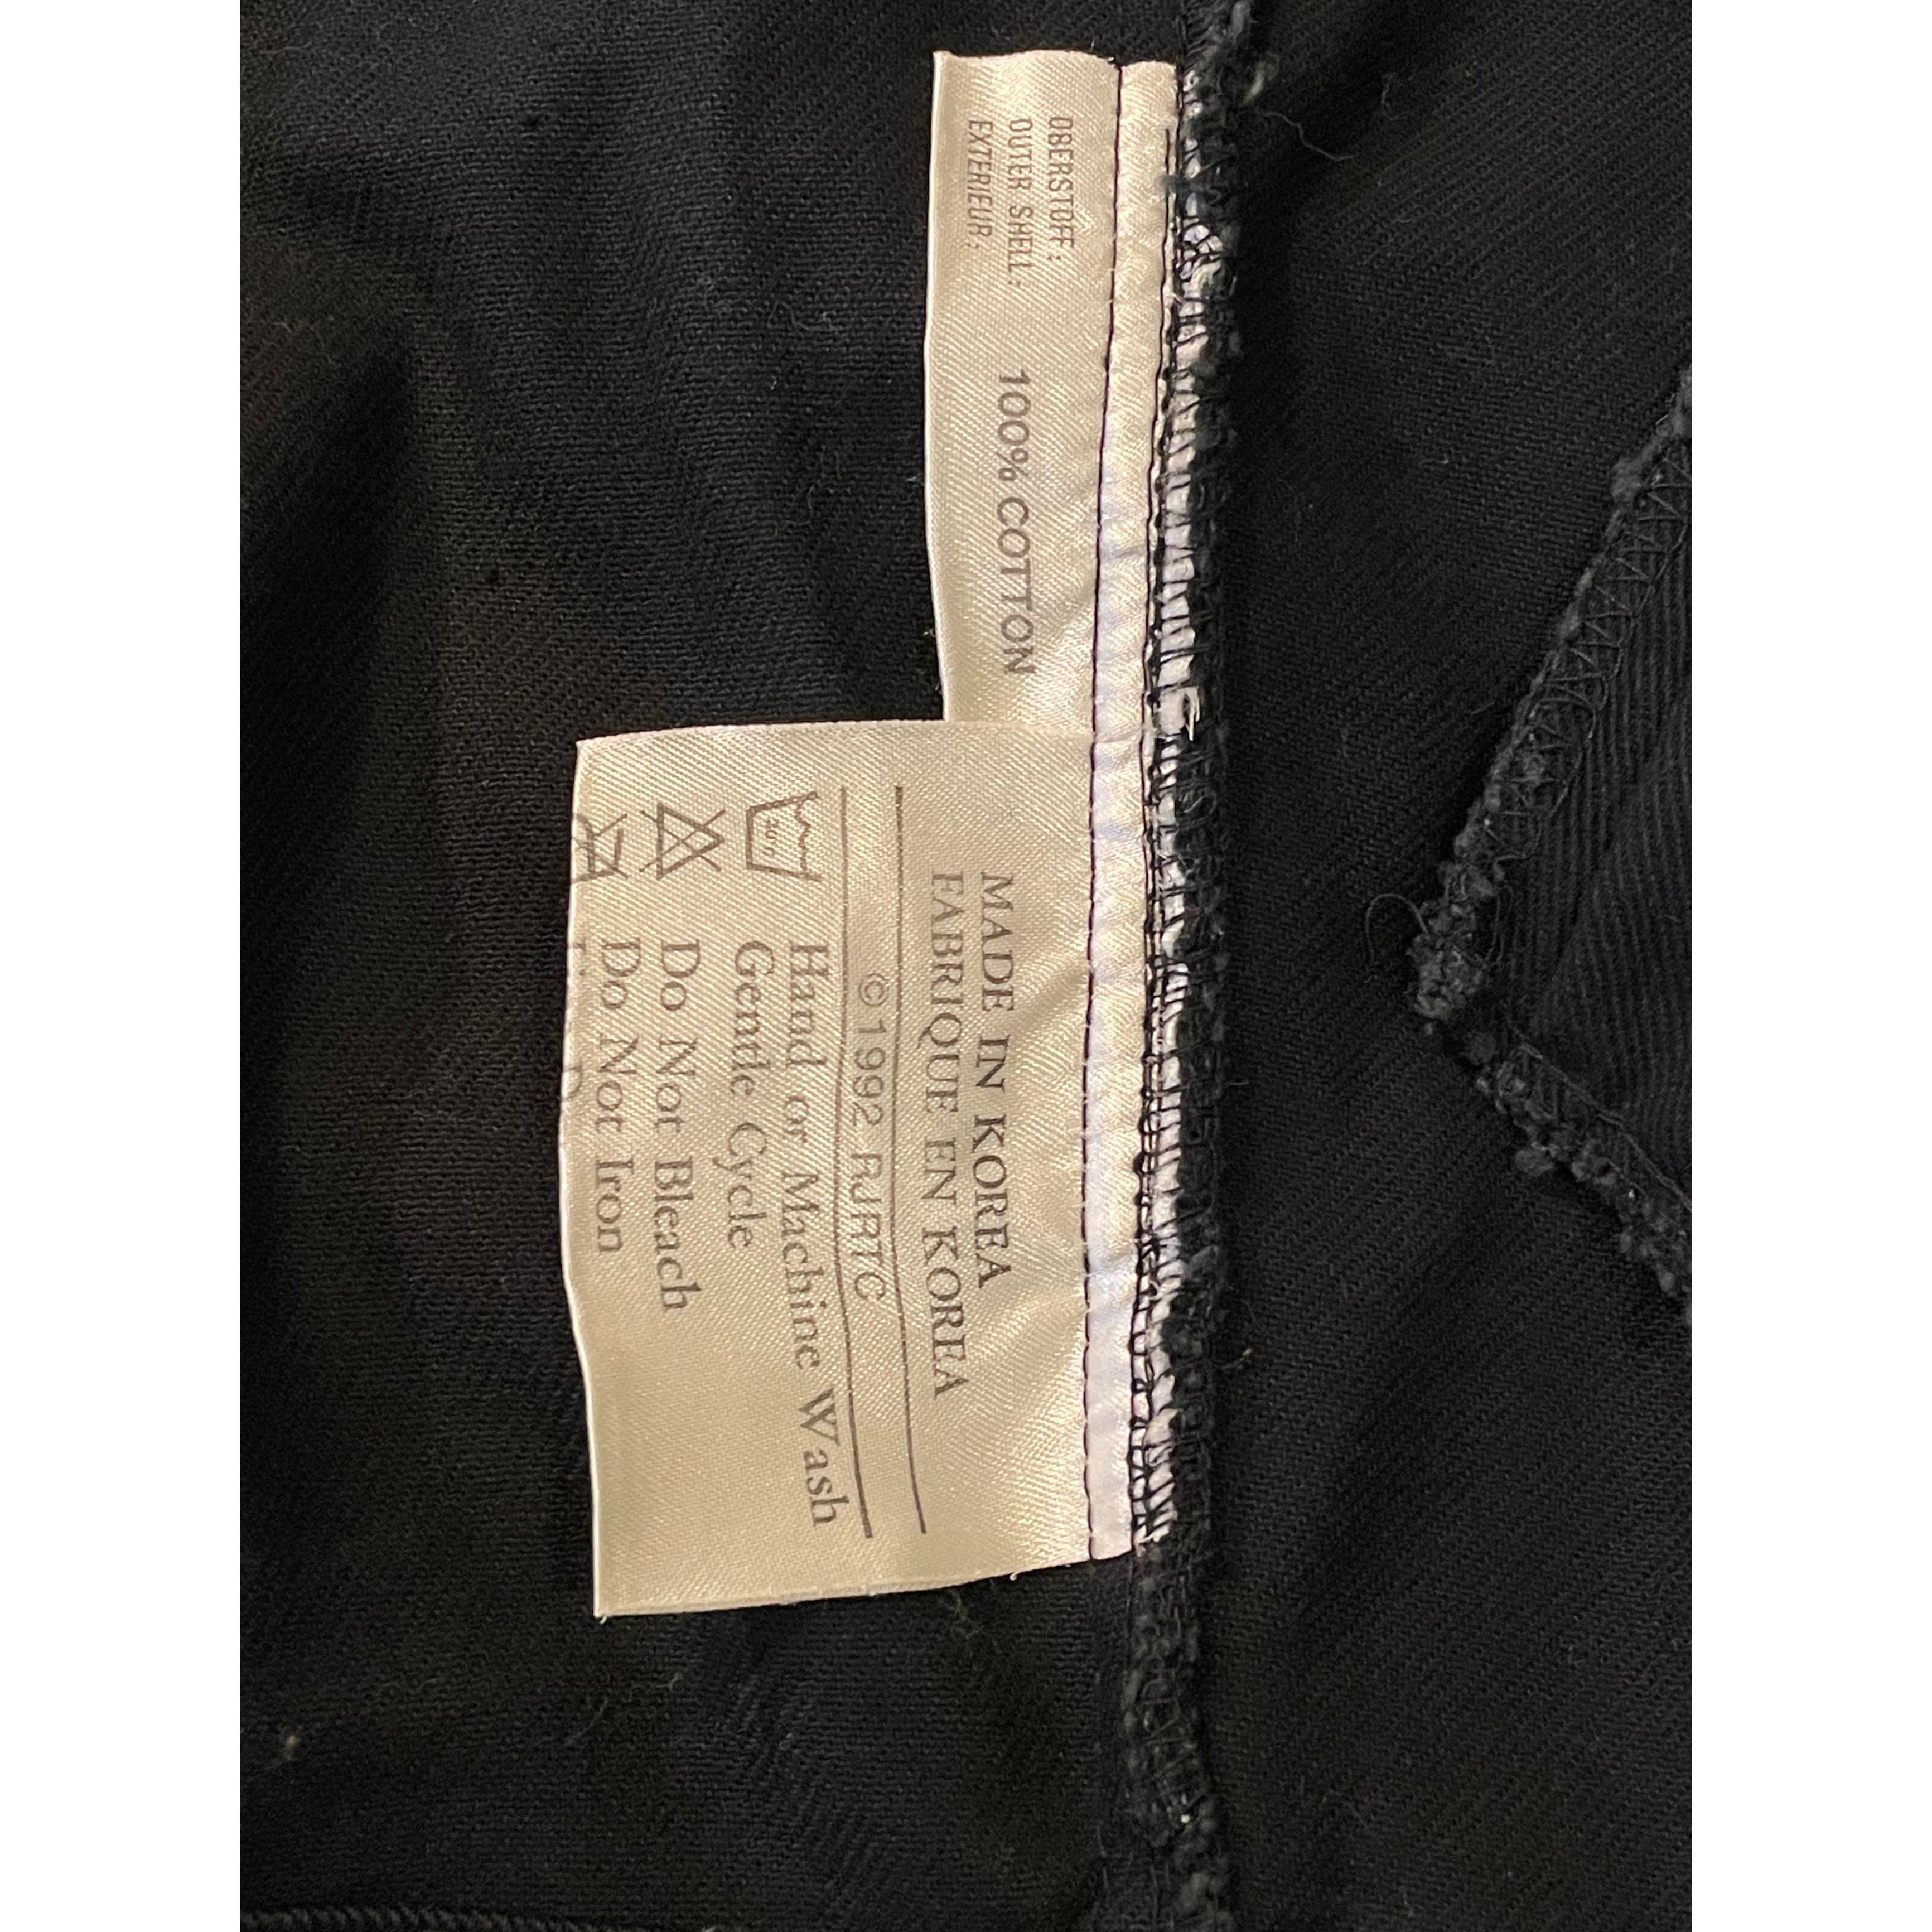 OBERSTOFF:
OUTER SHELL:
EXTERIEUR:
100% COTTON
MADE IN KOREA
FABRIQUE EN KOREA
©1992 RJRTC
Hand or Machine Wash
Gentle Cycle
Do Not Bleach
Do Not Iron